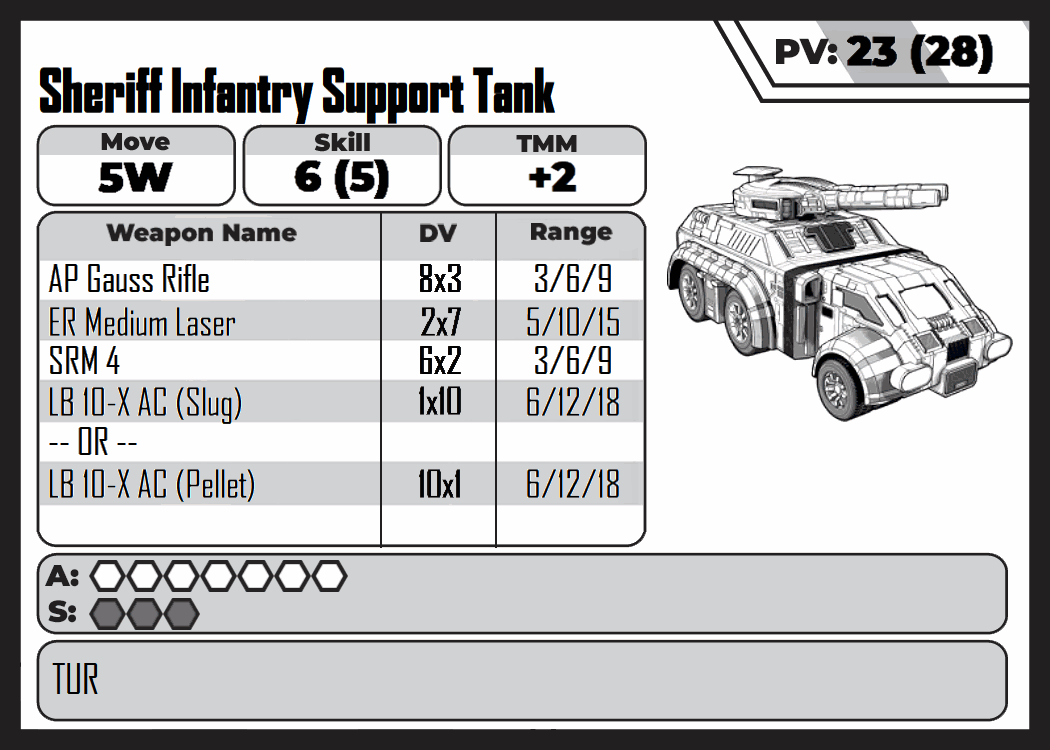 PV: 23 (28)
Sheriff Infantry Support Tank
Move Skill TMM
5W 6 (5) +2
Weapon Name DV Range
AP Gauss Rifle 8x3 3/6/9
ER Medium Laser 2x7 5/10/15
SRM 4 6x2 3/6/9
LB 10-X AC (Slug) 1x10 6/12/18
-- OR --
LB 10-X AC (Pellet) 10x1 6/12/18
A:
S:
TUR